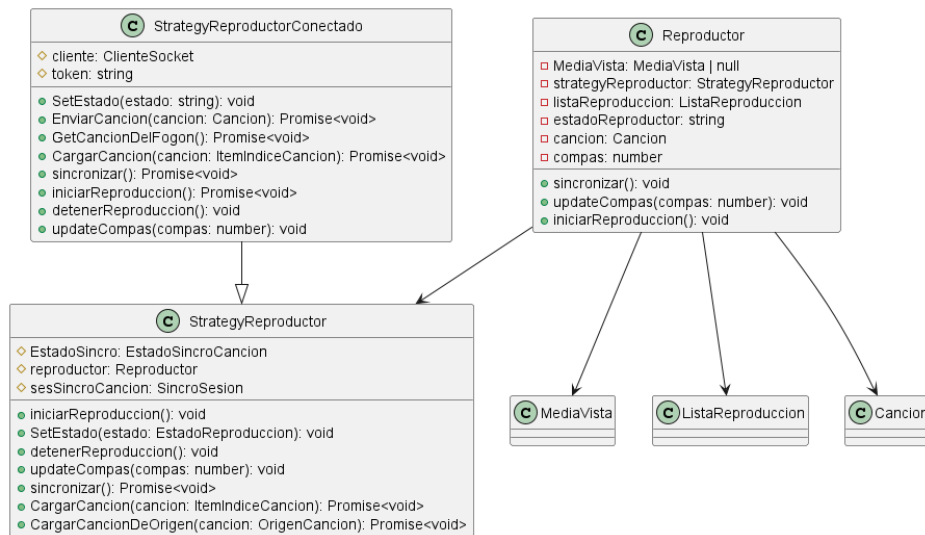 C StrategyReproductorConectado
cliente: ClienteSocket
token: string
SetEstado(estado: string): void
EnviarCancion(cancion: Cancion): Promise<void>
GetCancionDelFogon(): Promise<void>
CargarCancion(cancion: ItemIndiceCancion): Promise<void>
sincronizar(): Promise<void>
iniciarReproduccion(): Promise<void>
detenerReproduccion(): void
updateCompas(compas: number): void
C Reproductor
MediaVista: MediaVista | null
strategyReproductor: StrategyReproductor
listaReproduccion: ListaReproduccion
estadoReproductor: string
cancion: Cancion
compas: number
sincronizar(): void
updateCompas(compas: number): void
iniciarReproduccion(): void
C StrategyReproductor
EstadoSincro: EstadoSincroCancion
reproductor: Reproductor
sesSincroCancion: SincroSesion
iniciarReproduccion(): void
SetEstado(estado: EstadoReproduccion): void
detenerReproduccion(): void
updateCompas(compas: number): void
sincronizar(): Promise<void>
CargarCancion(cancion: ItemIndiceCancion): Promise<void>
CargarCancionDeOrigen(cancion: OrigenCancion): Promise<void>
C MediaVista
C ListaReproduccion
C Cancion